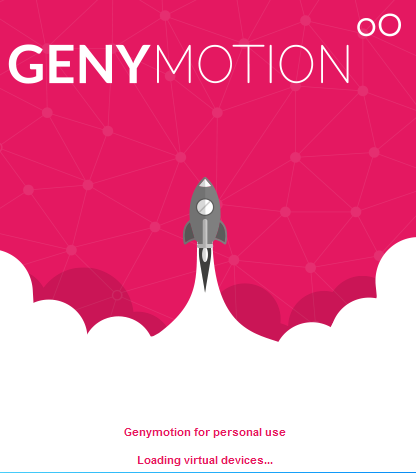 GENYMOTION
Genymotion for personal use
Loading virtual devices...